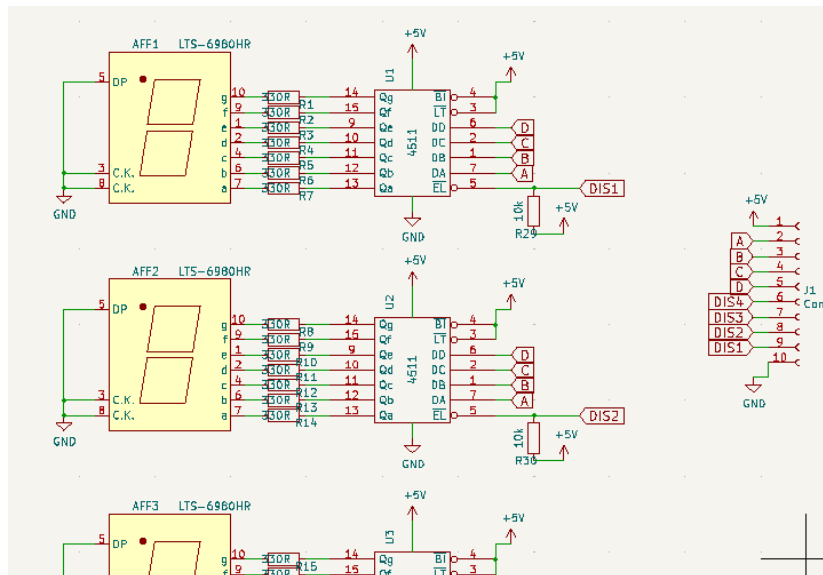 AFF1 LTS-6980HR
+5V
+5V
U1
5 DP
g 10 330R R1 14 Qg BI 4
f 9 330R R2 15 Qf LT 3
e 1 330R R3 9 Qe DD 6 D
d 2 330R R4 10 Qd DC 2 C
c 4 330R R5 11 Qc DB 1 B
3 C.K. b 6 330R R6 12 Qb DA 7 A
8 C.K. a 7 330R R7 13 Qa EL 5 DIS1
4511
GND
10k
R29
+5V
GND
AFF2 LTS-6980HR
+5V
+5V
U2
5 DP
g 10 330R R8 14 Qg BI 4
f 9 330R R9 16 Qf LT 3
e 1 330R R10 9 Qe DD 6 D
d 2 330R R11 10 Qd DC 2 C
c 4 330R R12 11 Qc DB 1 B
3 C.K. b 6 330R R13 12 Qb DA 7 A
8 C.K. a 7 330R R14 13 Qa EL 5 DIS2
4511
GND
10k
R30
+5V
GND
AFF3 LTS-6980HR
+5V
+5V
U3
5 DP
g 10 330R R15 14 Qg BI 4
f 9 330R 15 Qf LT 3
+5V
1
A 2
B 3
C 4
D 5 J1
DIS4 6 Con
DIS3 7
DIS2 8
DIS1 9
10
GND